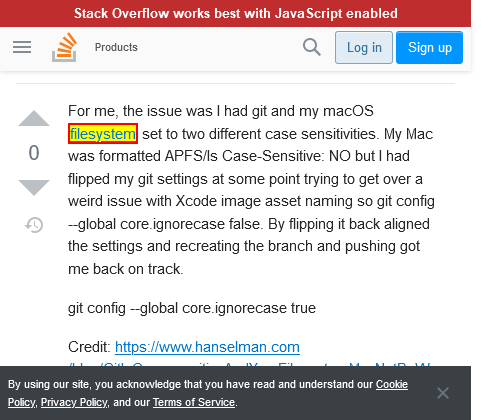 Stack Overflow works best with JavaScript enabled
Products
Log in
Sign up
For me, the issue was I had git and my macOS
filesystem set to two different case sensitivities. My Mac
was formatted APFS/Is Case-Sensitive: NO but I had
flipped my git settings at some point trying to get over a
weird issue with Xcode image asset naming so git config
--global core.ignorecase false. By flipping it back aligned
the settings and recreating the branch and pushing got
me back on track.
0
git config --global core.ignorecase true
Credit: https://www.hanselman.com
By using our site, you acknowledge that you have read and understand our Cookie
Policy, Privacy Policy, and our Terms of Service.